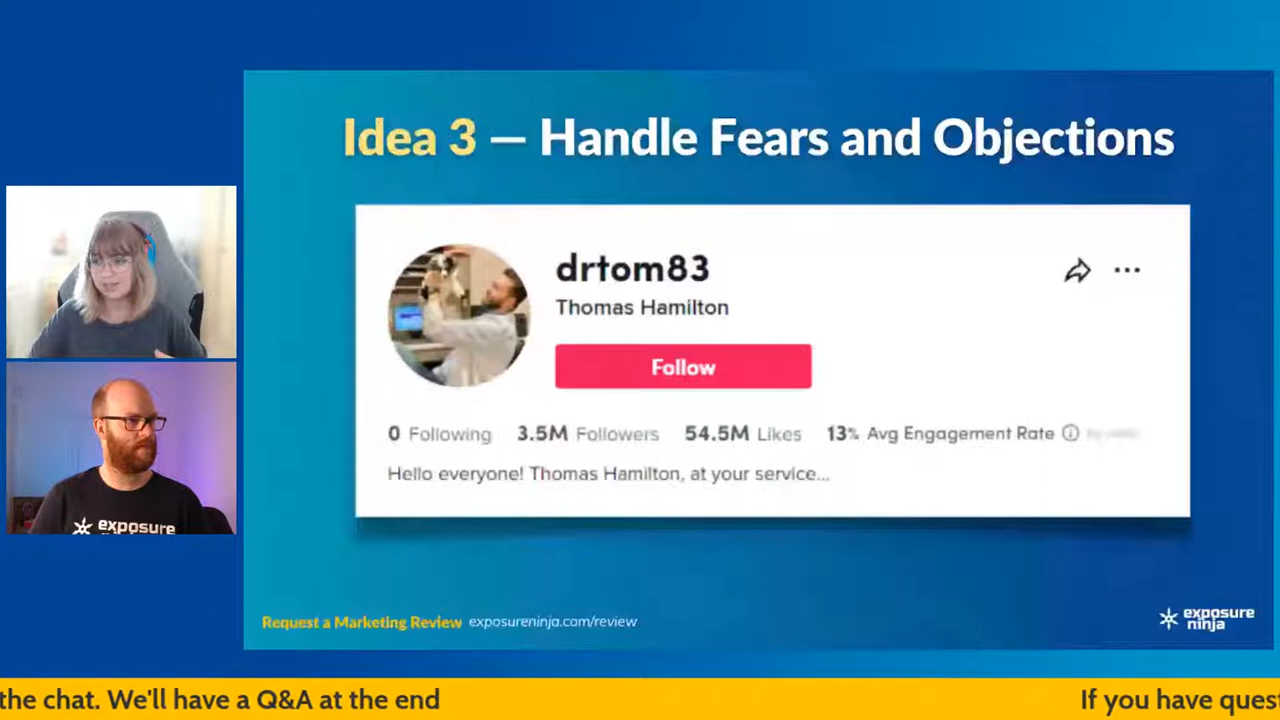 Idea 3 — Handle Fears and Objections
drtom83
Thomas Hamilton
Follow
0 Following 3.5M Followers 54.5M Likes 13% Avg Engagement Rate
Hello everyone! Thomas Hamilton, at your service...
exposure
Request a Marketing Review exposureninja.com/review
exposure
ninja
the chat. We'll have a Q&A at the end If you have quest